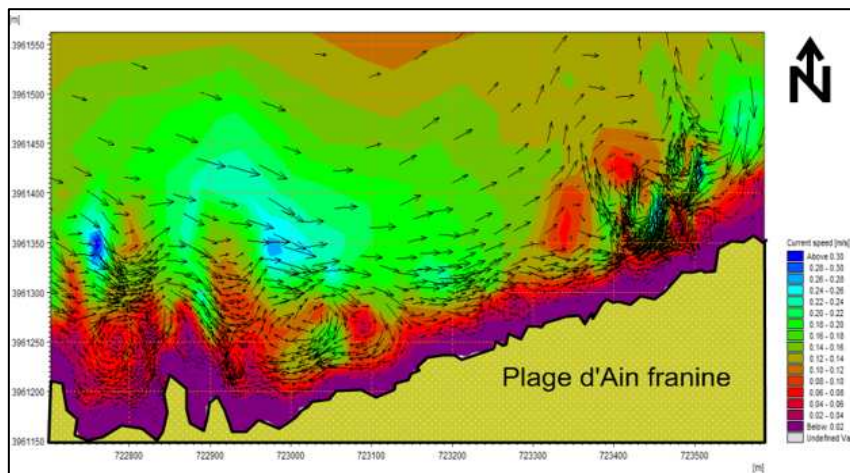 [m]
3961550
3961500
3961450
3961400
3961350
3961300
3961250
3961200
3961150
722800 722900 723000 723100 723200 723300 723400 723500
[m]
N
Current speed [m/s]
Above 0.30
0.28 - 0.30
0.26 - 0.28
0.24 - 0.26
0.22 - 0.24
0.20 - 0.22
0.18 - 0.20
0.16 - 0.18
0.14 - 0.16
0.12 - 0.14
0.10 - 0.12
0.08 - 0.10
0.06 - 0.08
0.04 - 0.06
0.02 - 0.04
Below 0.02
Undefined Va
Plage d'Ain franine